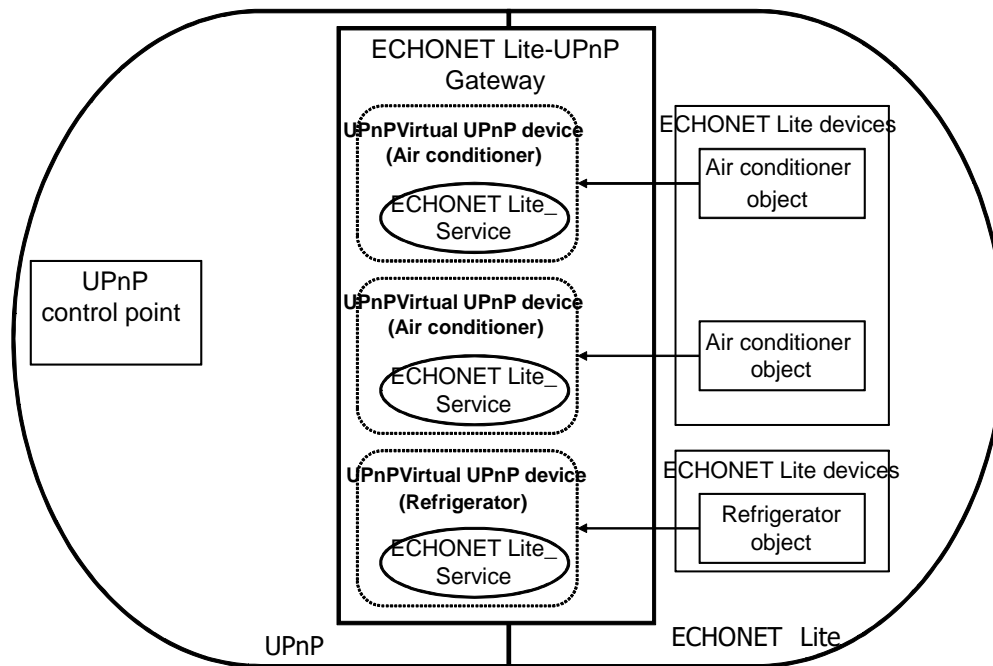 ECHONET Lite-UPnP
Gateway
UPnPVirtual UPnP device
(Air conditioner)
ECHONET Lite_
Service
UPnPVirtual UPnP device
(Air conditioner)
ECHONET Lite_
Service
UPnPVirtual UPnP device
(Refrigerator)
ECHONET Lite_
Service
ECHONET Lite devices
Air conditioner
object
Air conditioner
object
ECHONET Lite devices
Refrigerator
object
UPnP
control point
UPnP
ECHONET Lite